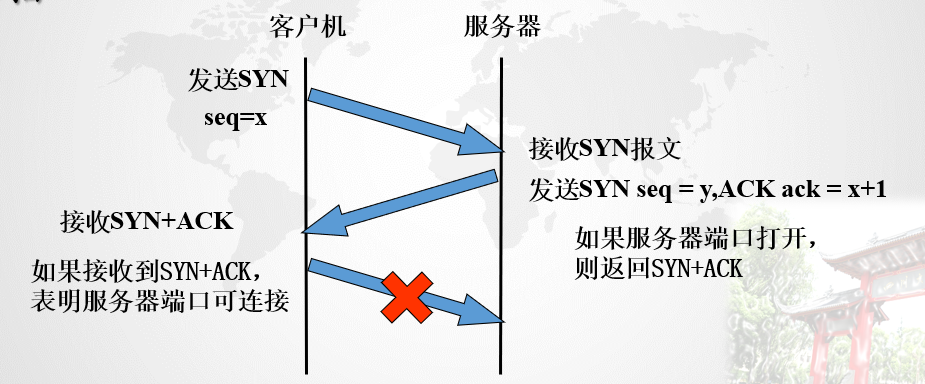 客户机
服务器
发送SYN
seq=x
接收SYN报文
发送SYN seq = y,ACK ack = x+1
接收SYN+ACK
如果服务器端口打开，
则返回SYN+ACK
如果接收到SYN+ACK，
表明服务器端口可连接